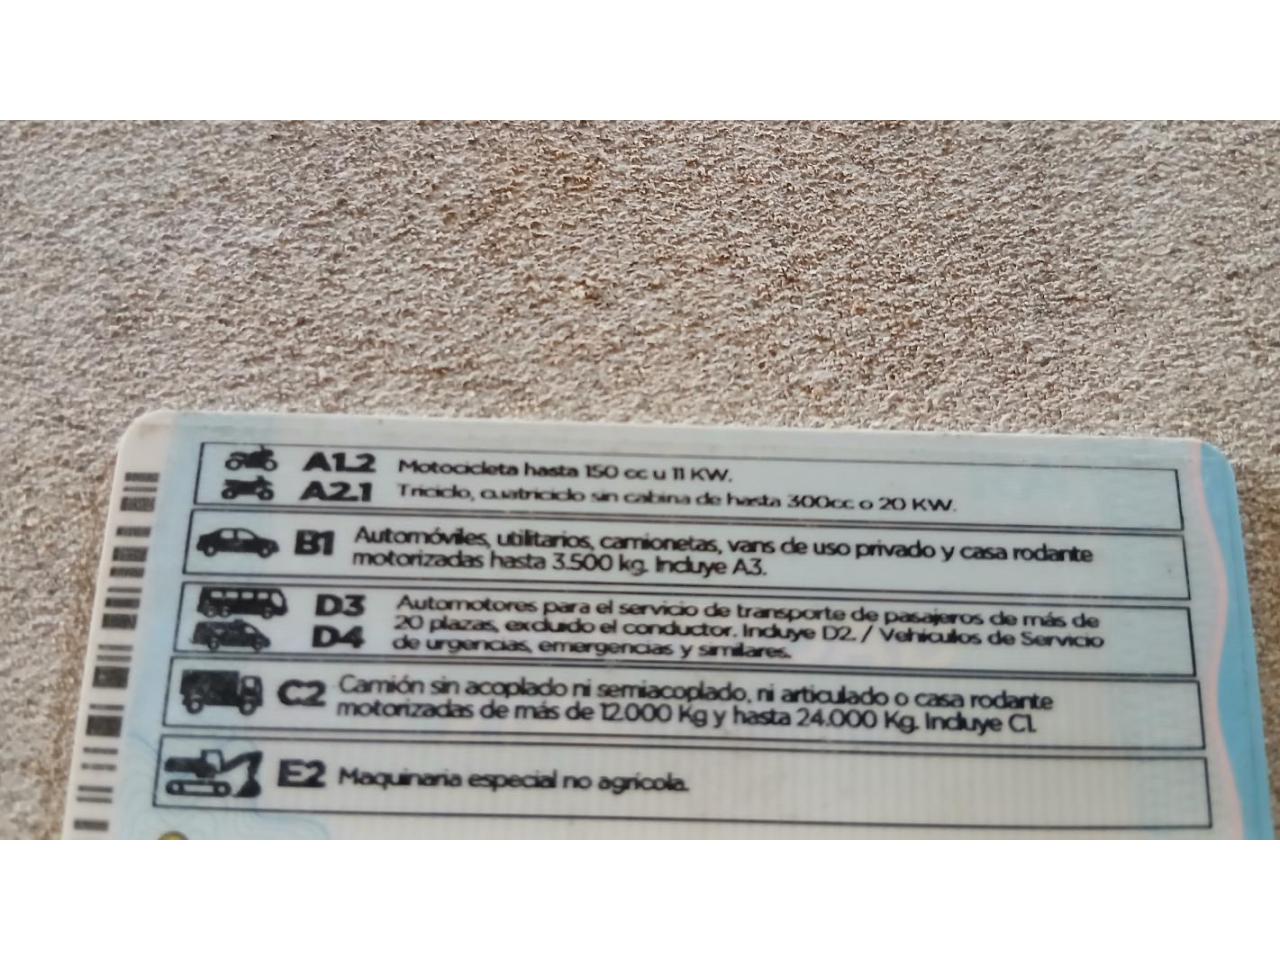 A1.2 Motocicleta hasta 150 cc u 11 KW.
A2.1 Triciclo, cuatriciclo sin cabina de hasta 300cc o 20 KW.
B1 Automóviles, utilitarios, camionetas, vans de uso privado y casa rodante
motorizadas hasta 3.500 kg. Incluye A3.
D3 Automotores para el servicio de transporte de pasajeros de más de
20 plazas, excluido el conductor. Incluye D2. / Vehículos de Servicio
D4 de urgencias, emergencias y similares.
C2 Camión sin acoplado ni semiacoplado, ni articulado o casa rodante
motorizadas de más de 12.000 Kg y hasta 24.000 Kg. Incluye C1.
E2 Maquinaria especial no agrícola.